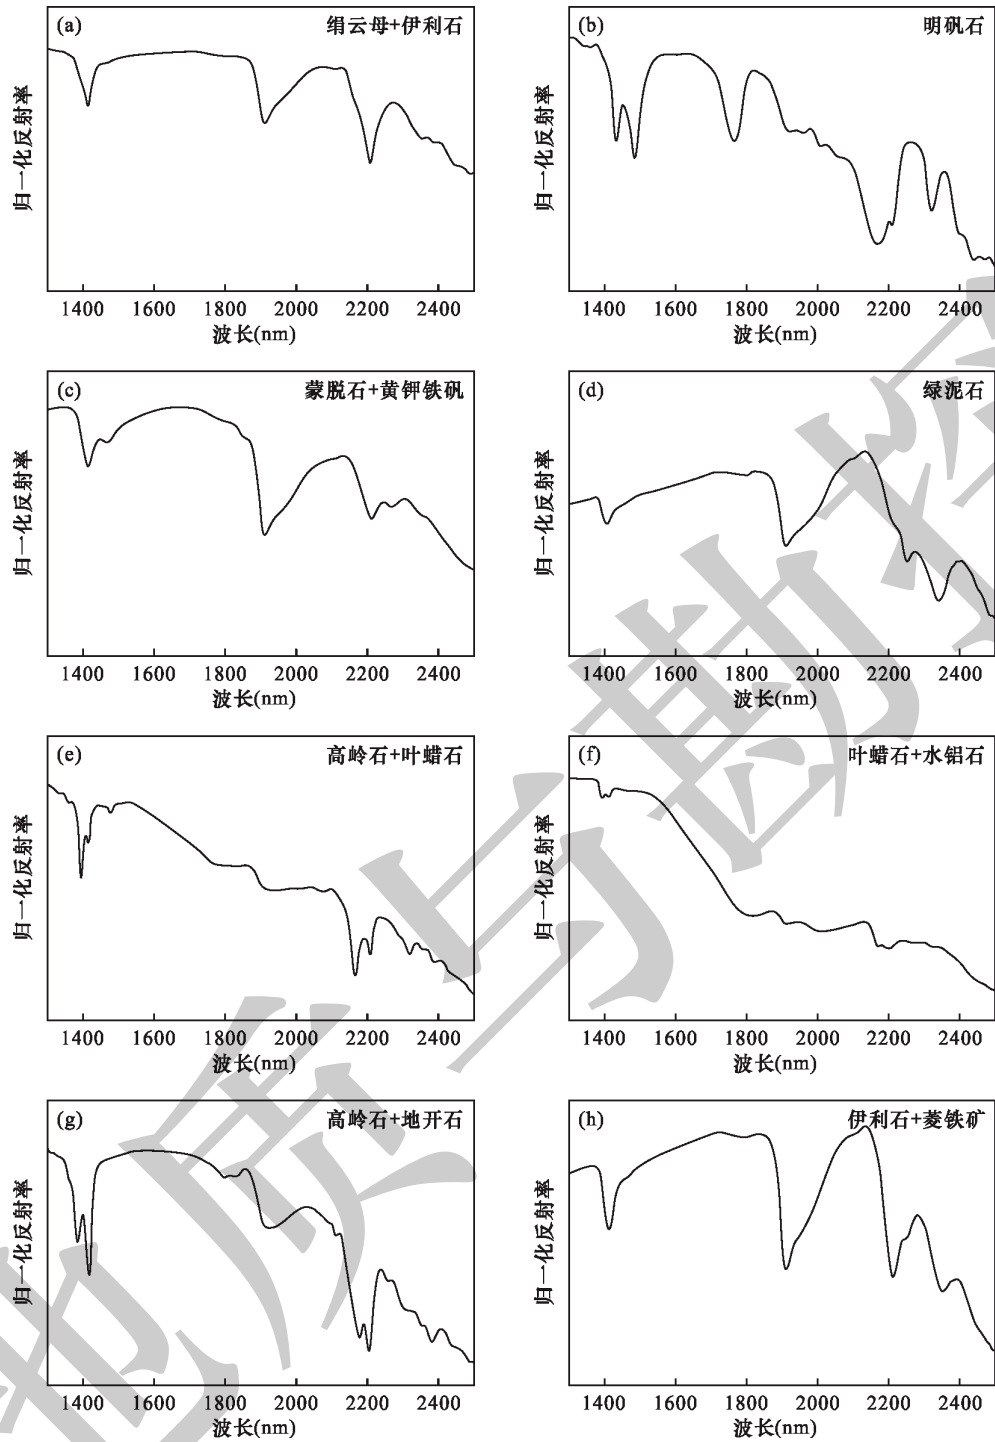 (a) 绢云母+伊利石
归一化反射率
1400 1600 1800 2000 2200 2400
波长(nm)
(b) 明矾石
归一化反射率
1400 1600 1800 2000 2200 2400
波长(nm)
(c) 蒙脱石+黄钾铁矾
归一化反射率
1400 1600 1800 2000 2200 2400
波长(nm)
(d) 绿泥石
归一化反射率
1400 1600 1800 2000 2200 2400
波长(nm)
(e) 高岭石+叶蜡石
归一化反射率
1400 1600 1800 2000 2200 2400
波长(nm)
(f) 叶蜡石+水铝石
归一化反射率
1400 1600 1800 2000 2200 2400
波长(nm)
(g) 高岭石+地开石
归一化反射率
1400 1600 1800 2000 2200 2400
波长(nm)
(h) 伊利石+菱铁矿
归一化反射率
1400 1600 1800 2000 2200 2400
波长(nm)
地质与勘探